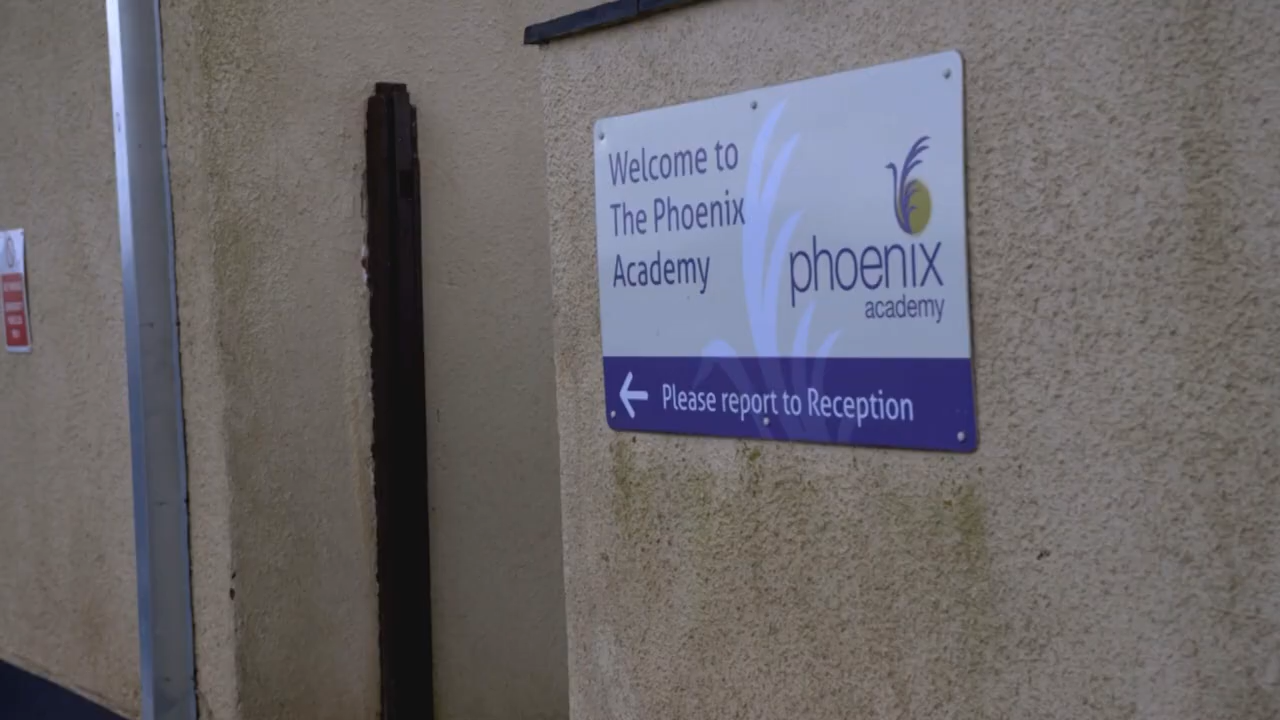 Welcome to
The Phoenix
Academy
phoenix
academy
← Please report to Reception